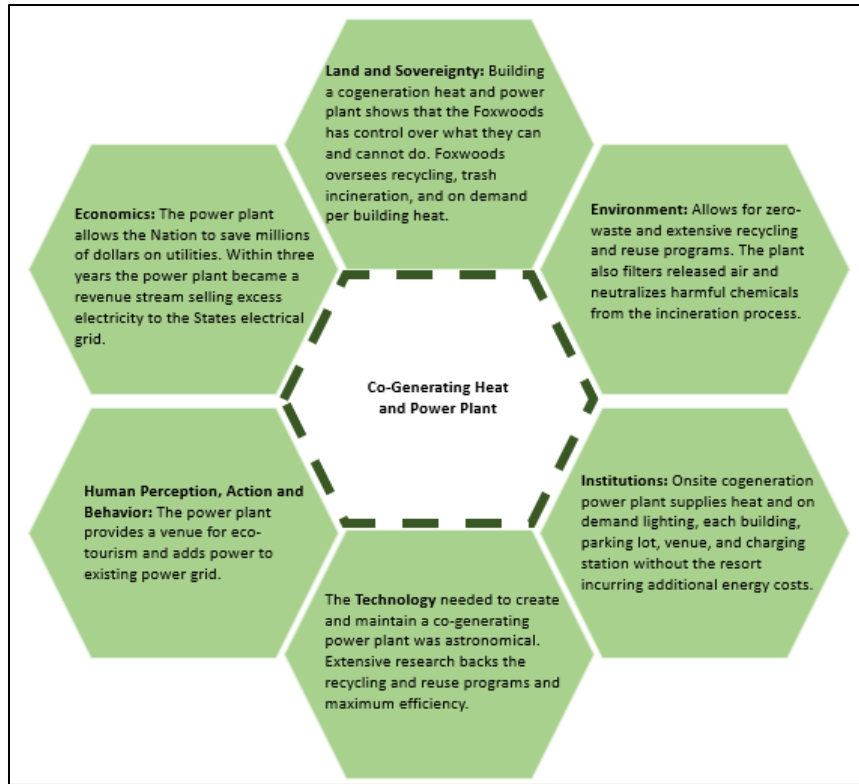 Land and Sovereignty: Building
a cogeneration heat and power
plant shows that the Foxwoods
has control over what they can
and cannot do. Foxwoods
oversees recycling, trash
incineration, and on demand
per building heat.
Economics: The power plant
allows the Nation to save millions
of dollars on utilities. Within three
years the power plant became a
revenue stream selling excess
electricity to the States electrical
grid.
Environment: Allows for zero-
waste and extensive recycling
and reuse programs. The plant
also filters released air and
neutralizes harmful chemicals
from the incineration process.
Co-Generating Heat
and Power Plant
Human Perception, Action and
Behavior: The power plant
provides a venue for eco-
tourism and adds power to
existing power grid.
Institutions: Onsite cogeneration
power plant supplies heat and on
demand lighting, each building,
parking lot, venue, and charging
station without the resort
incurring additional energy costs.
The Technology needed to create
and maintain a co-generating
power plant was astronomical.
Extensive research backs the
recycling and reuse programs and
maximum efficiency.